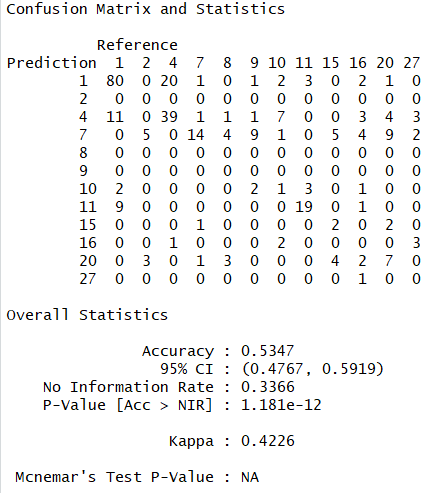 Confusion Matrix and Statistics
Reference
Prediction 1 2 4 7 8 9 10 11 15 16 20 27
1 80 0 20 1 0 1 2 3 0 2 1 0
2 0 0 0 0 0 0 0 0 0 0 0 0
4 11 0 39 1 1 1 7 0 0 3 4 3
7 0 5 0 14 4 9 1 0 5 4 9 2
8 0 0 0 0 0 0 0 0 0 0 0 0
9 0 0 0 0 0 0 0 0 0 0 0 0
10 2 0 0 0 0 2 1 3 0 1 0 0
11 9 0 0 0 0 0 0 19 0 1 0 0
15 0 0 0 1 0 0 0 0 2 0 2 0
16 0 0 1 0 0 0 2 0 0 0 0 3
20 0 3 0 1 3 0 0 0 4 2 7 0
27 0 0 0 0 0 0 0 0 0 1 0 0
Overall Statistics
Accuracy : 0.5347
95% CI : (0.4767, 0.5919)
No Information Rate : 0.3366
P-Value [Acc > NIR] : 1.181e-12
Kappa : 0.4226
Mcnemar's Test P-Value : NA